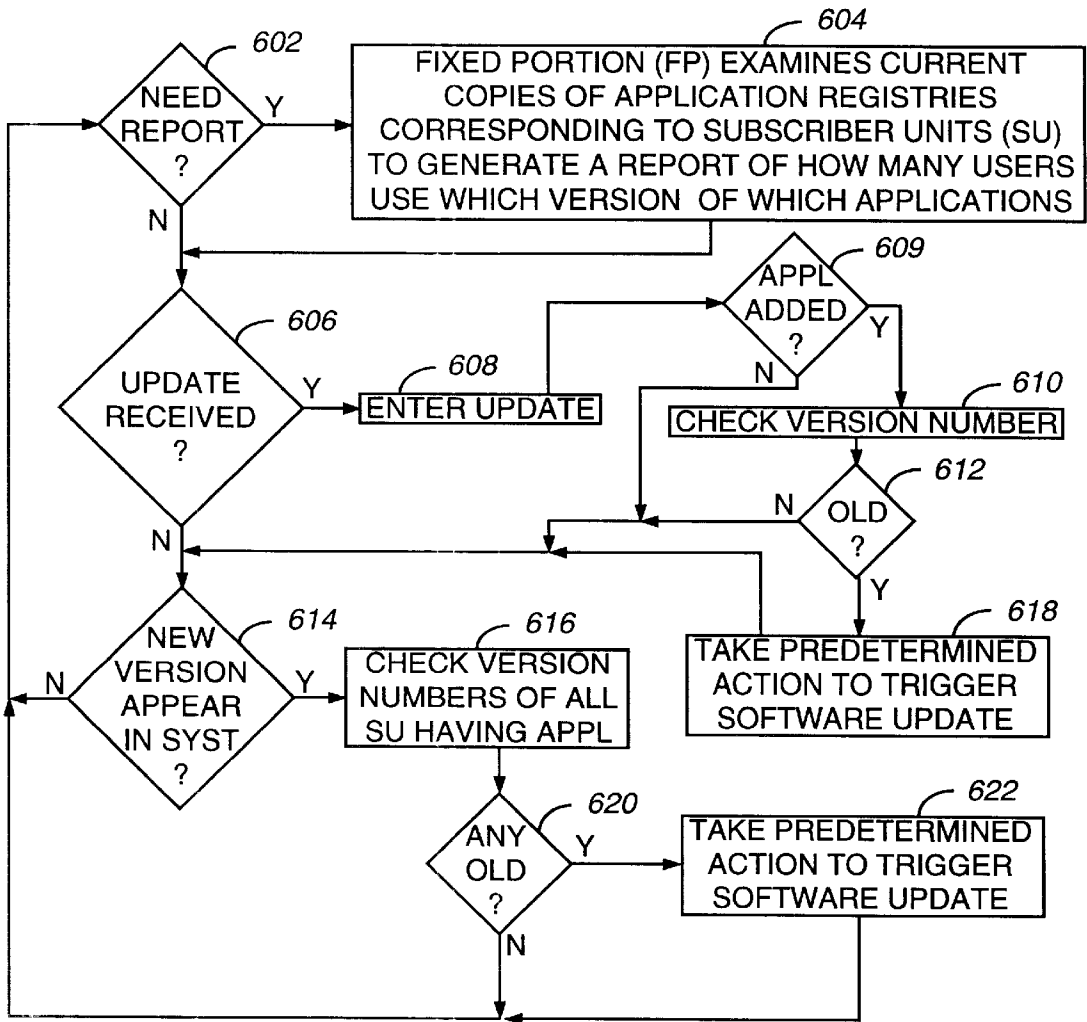 602
NEED
REPORT
?
Y
N
604
FIXED PORTION (FP) EXAMINES CURRENT
COPIES OF APPLICATION REGISTRIES
CORRESPONDING TO SUBSCRIBER UNITS (SU)
TO GENERATE A REPORT OF HOW MANY USERS
USE WHICH VERSION OF WHICH APPLICATIONS
606
UPDATE
RECEIVED
?
Y
N
608
ENTER UPDATE
609
APPL
ADDED
?
Y
N
610
CHECK VERSION NUMBER
612
OLD
?
N
Y
618
TAKE PREDETERMINED
ACTION TO TRIGGER
SOFTWARE UPDATE
614
NEW
VERSION
APPEAR
IN SYST
?
N
Y
616
CHECK VERSION
NUMBERS OF ALL
SU HAVING APPL
620
ANY
OLD
?
Y
N
622
TAKE PREDETERMINED
ACTION TO TRIGGER
SOFTWARE UPDATE